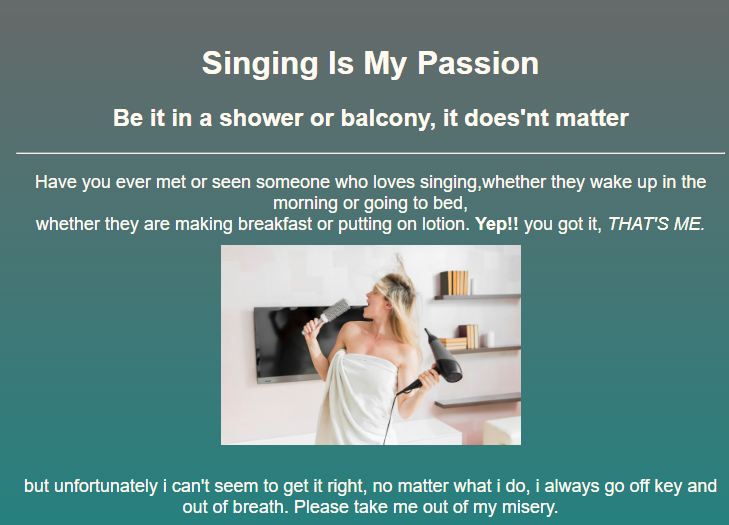 Singing Is My Passion
Be it in a shower or balcony, it does'nt matter
Have you ever met or seen someone who loves singing,whether they wake up in the
morning or going to bed,
whether they are making breakfast or putting on lotion. Yep!! you got it, THAT'S ME.
but unfortunately i can't seem to get it right, no matter what i do, i always go off key and
out of breath. Please take me out of my misery.